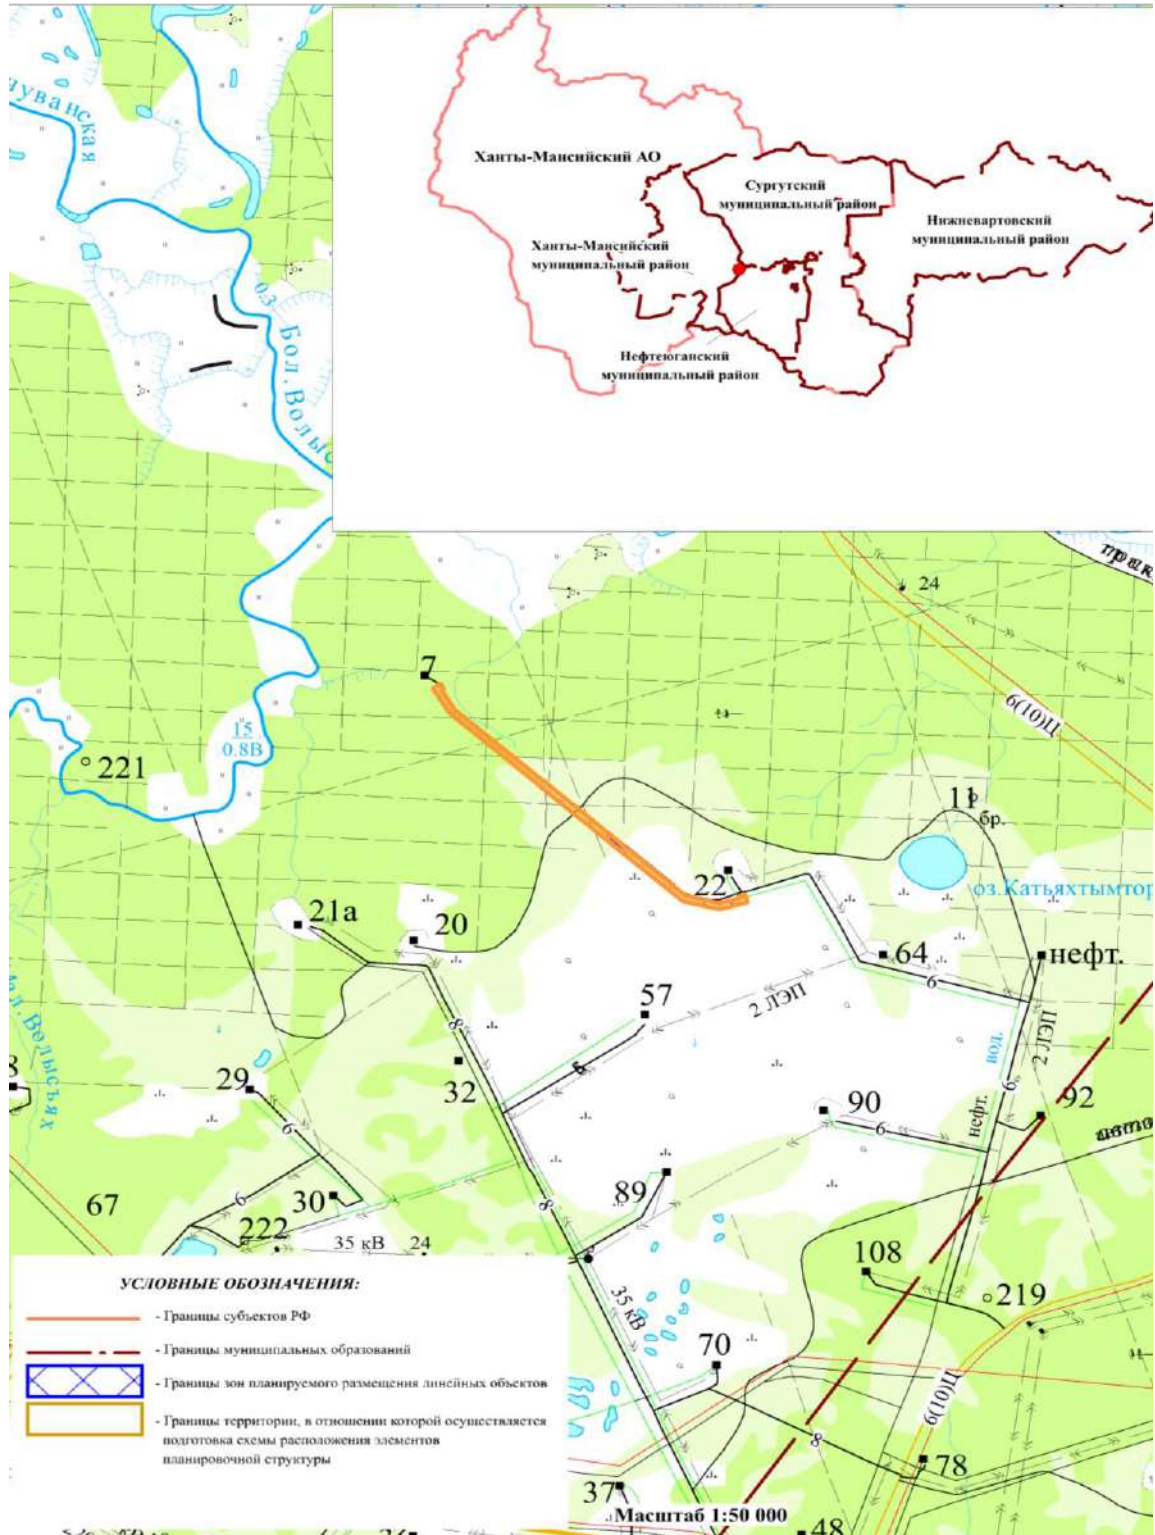 Ханты-Мансийский АО
Сургутский
муниципальный район
Нижневартовский
муниципальный район
Ханты-Мансийский
муниципальный район
Нефтеюганский
муниципальный район
0.3
Бол. Волыс
24
7
6(10)Ц
15
0.8В
221
11
бр.
22
оз.Катьяхтымтор
21а
20
64
нефт.
6
57
2 ЛЭП
8
2 ЛЭП
вод.
32
6
29
90
92
6
нефт.
6
89
67
6
30
8
222
35 кВ
24
108
219
35 кВ
70
6(10)Ц
8
78
37
48
УСЛОВНЫЕ ОБОЗНАЧЕНИЯ:
- Границы субъектов РФ
- Границы муниципальных образований
- Границы зон планируемого размещения линейных объектов
- Границы территории, в отношении которой осуществляется
подготовка схемы расположения элементов
планировочной структуры
Масштаб 1:50 000